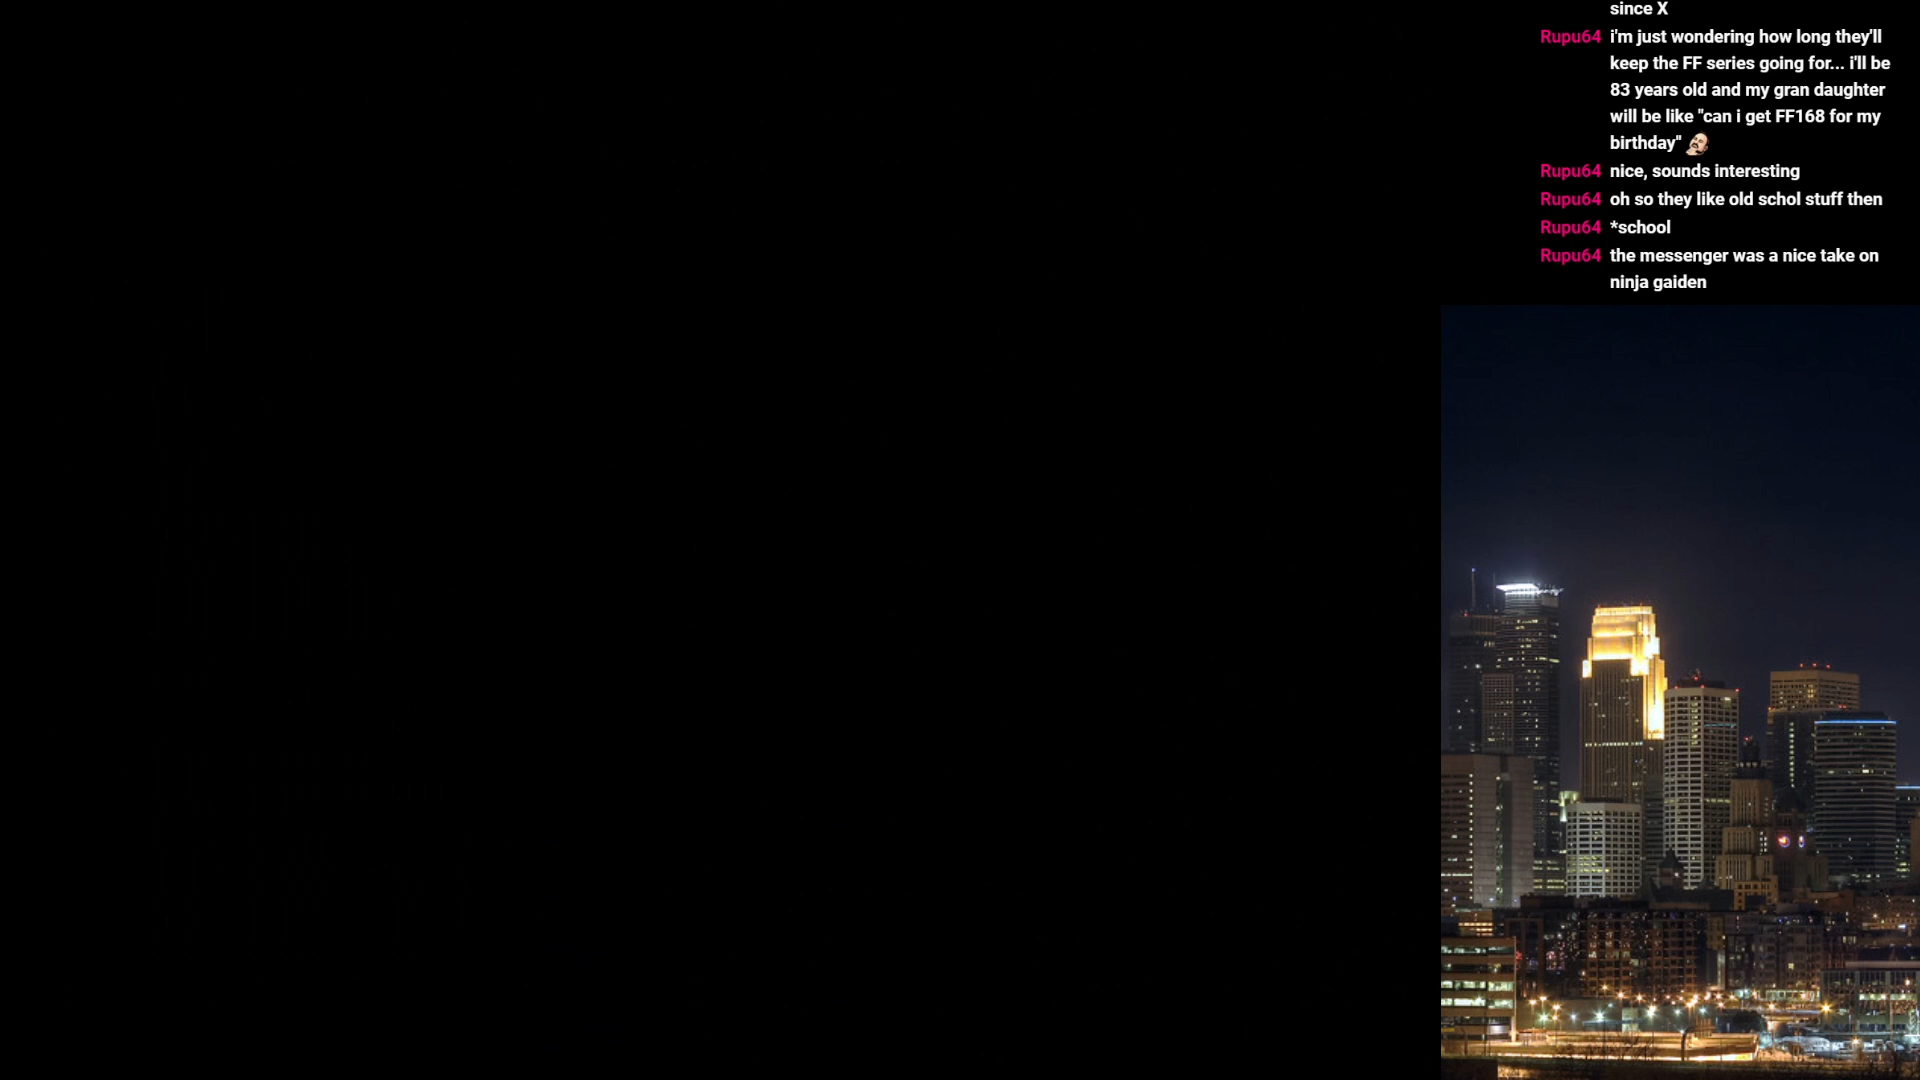 since X
Rupu64 i'm just wondering how long they'll
keep the FF series going for... i'll be
83 years old and my gran daughter
will be like "can i get FF168 for my
birthday"
Rupu64 nice, sounds interesting
Rupu64 oh so they like old schol stuff then
Rupu64 *school
Rupu64 the messenger was a nice take on
ninja gaiden